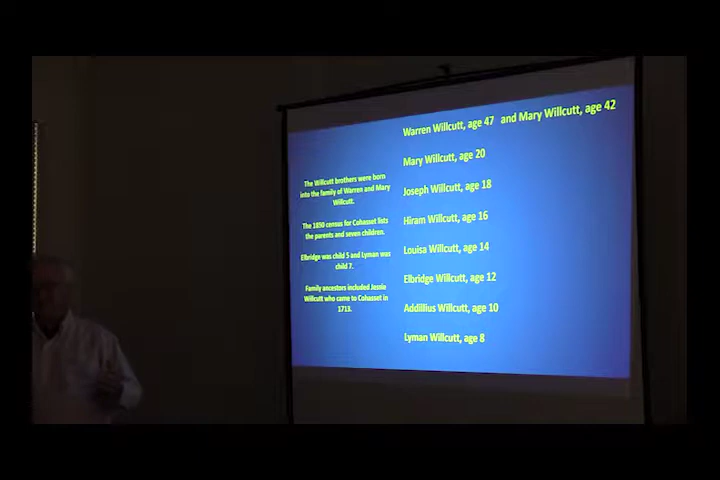 The Willcutt brothers were born
into the family of Warren and Mary
Willcutt.
The 1850 census for Cohasset lists
the parents and seven children.
Elbridge was child 5 and Lyman was
child 7.
Family ancestors included Jessie
Willcutt who came to Cohasset in
1713.
Warren Willcutt, age 47 and Mary Willcutt, age 42
Mary Willcutt, age 20
Joseph Willcutt, age 18
Hiram Willcutt, age 16
Louisa Willcutt, age 14
Elbridge Willcutt, age 12
Addillius Willcutt, age 10
Lyman Willcutt, age 8